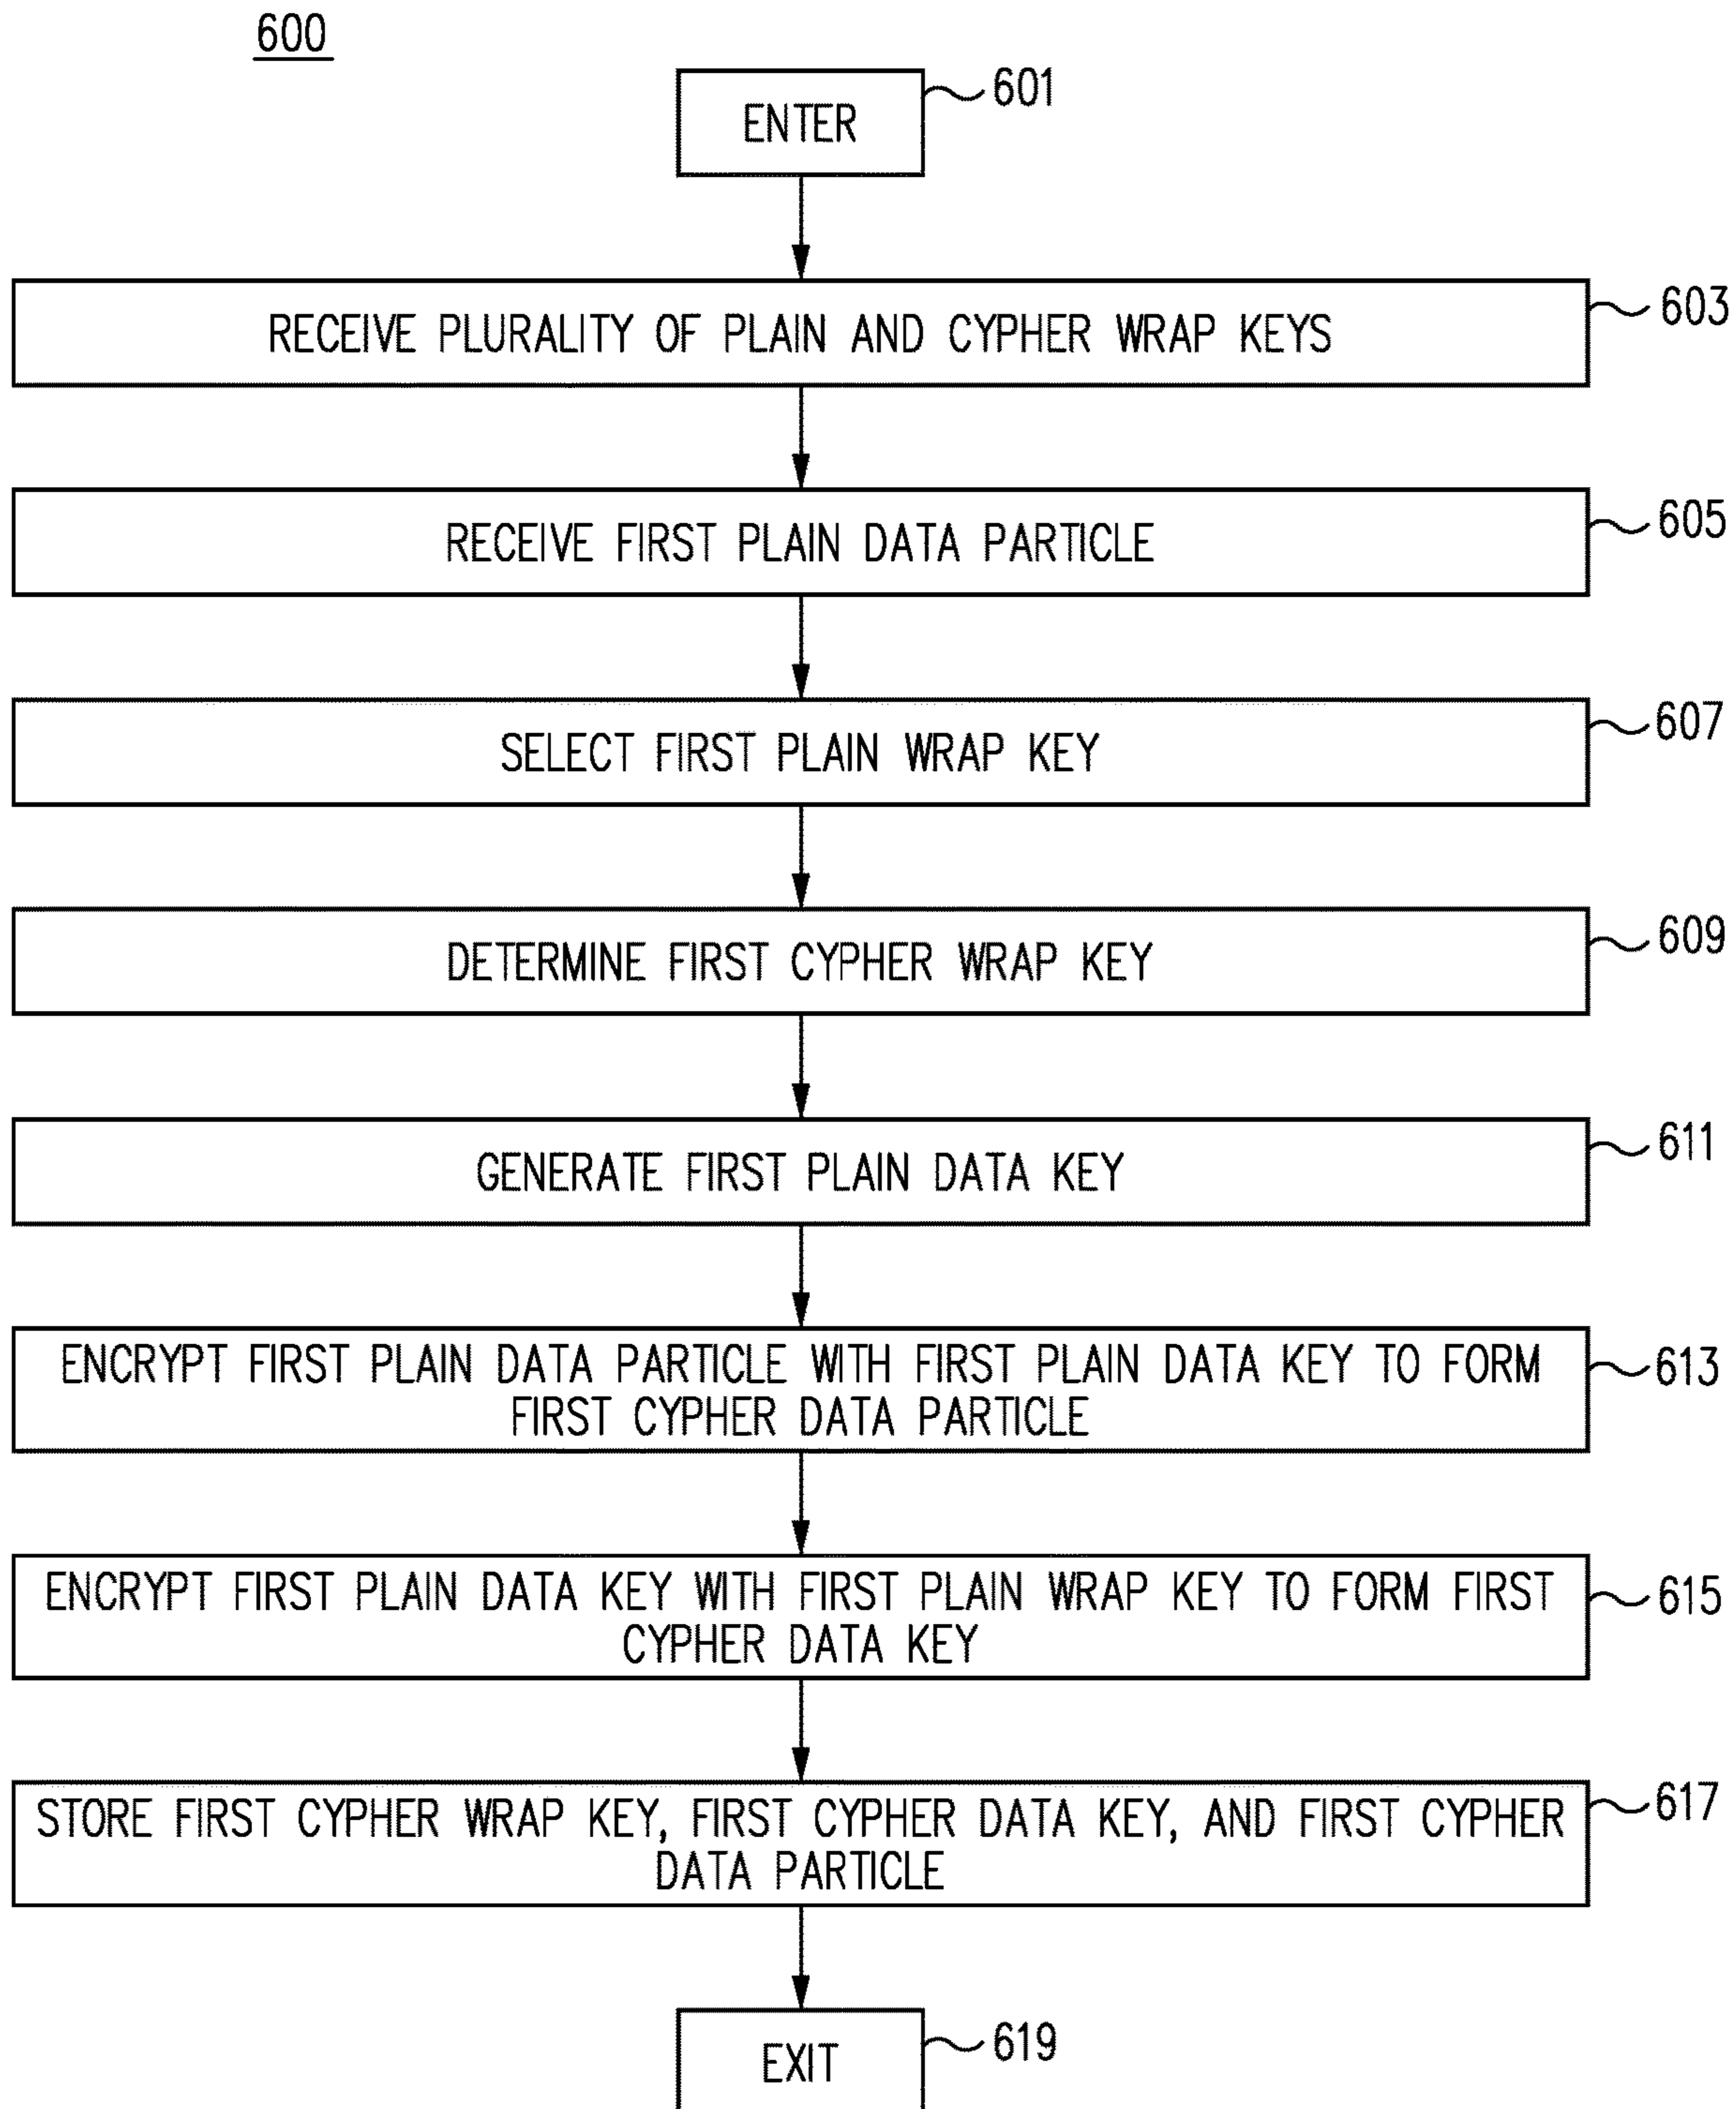 600
ENTER
601
RECEIVE PLURALITY OF PLAIN AND CYPHER WRAP KEYS
603
RECEIVE FIRST PLAIN DATA PARTICLE
605
SELECT FIRST PLAIN WRAP KEY
607
DETERMINE FIRST CYPHER WRAP KEY
609
GENERATE FIRST PLAIN DATA KEY
611
ENCRYPT FIRST PLAIN DATA PARTICLE WITH FIRST PLAIN DATA KEY TO FORM
FIRST CYPHER DATA PARTICLE
613
ENCRYPT FIRST PLAIN DATA KEY WITH FIRST PLAIN WRAP KEY TO FORM FIRST
CYPHER DATA KEY
615
STORE FIRST CYPHER WRAP KEY, FIRST CYPHER DATA KEY, AND FIRST CYPHER
DATA PARTICLE
617
EXIT
619